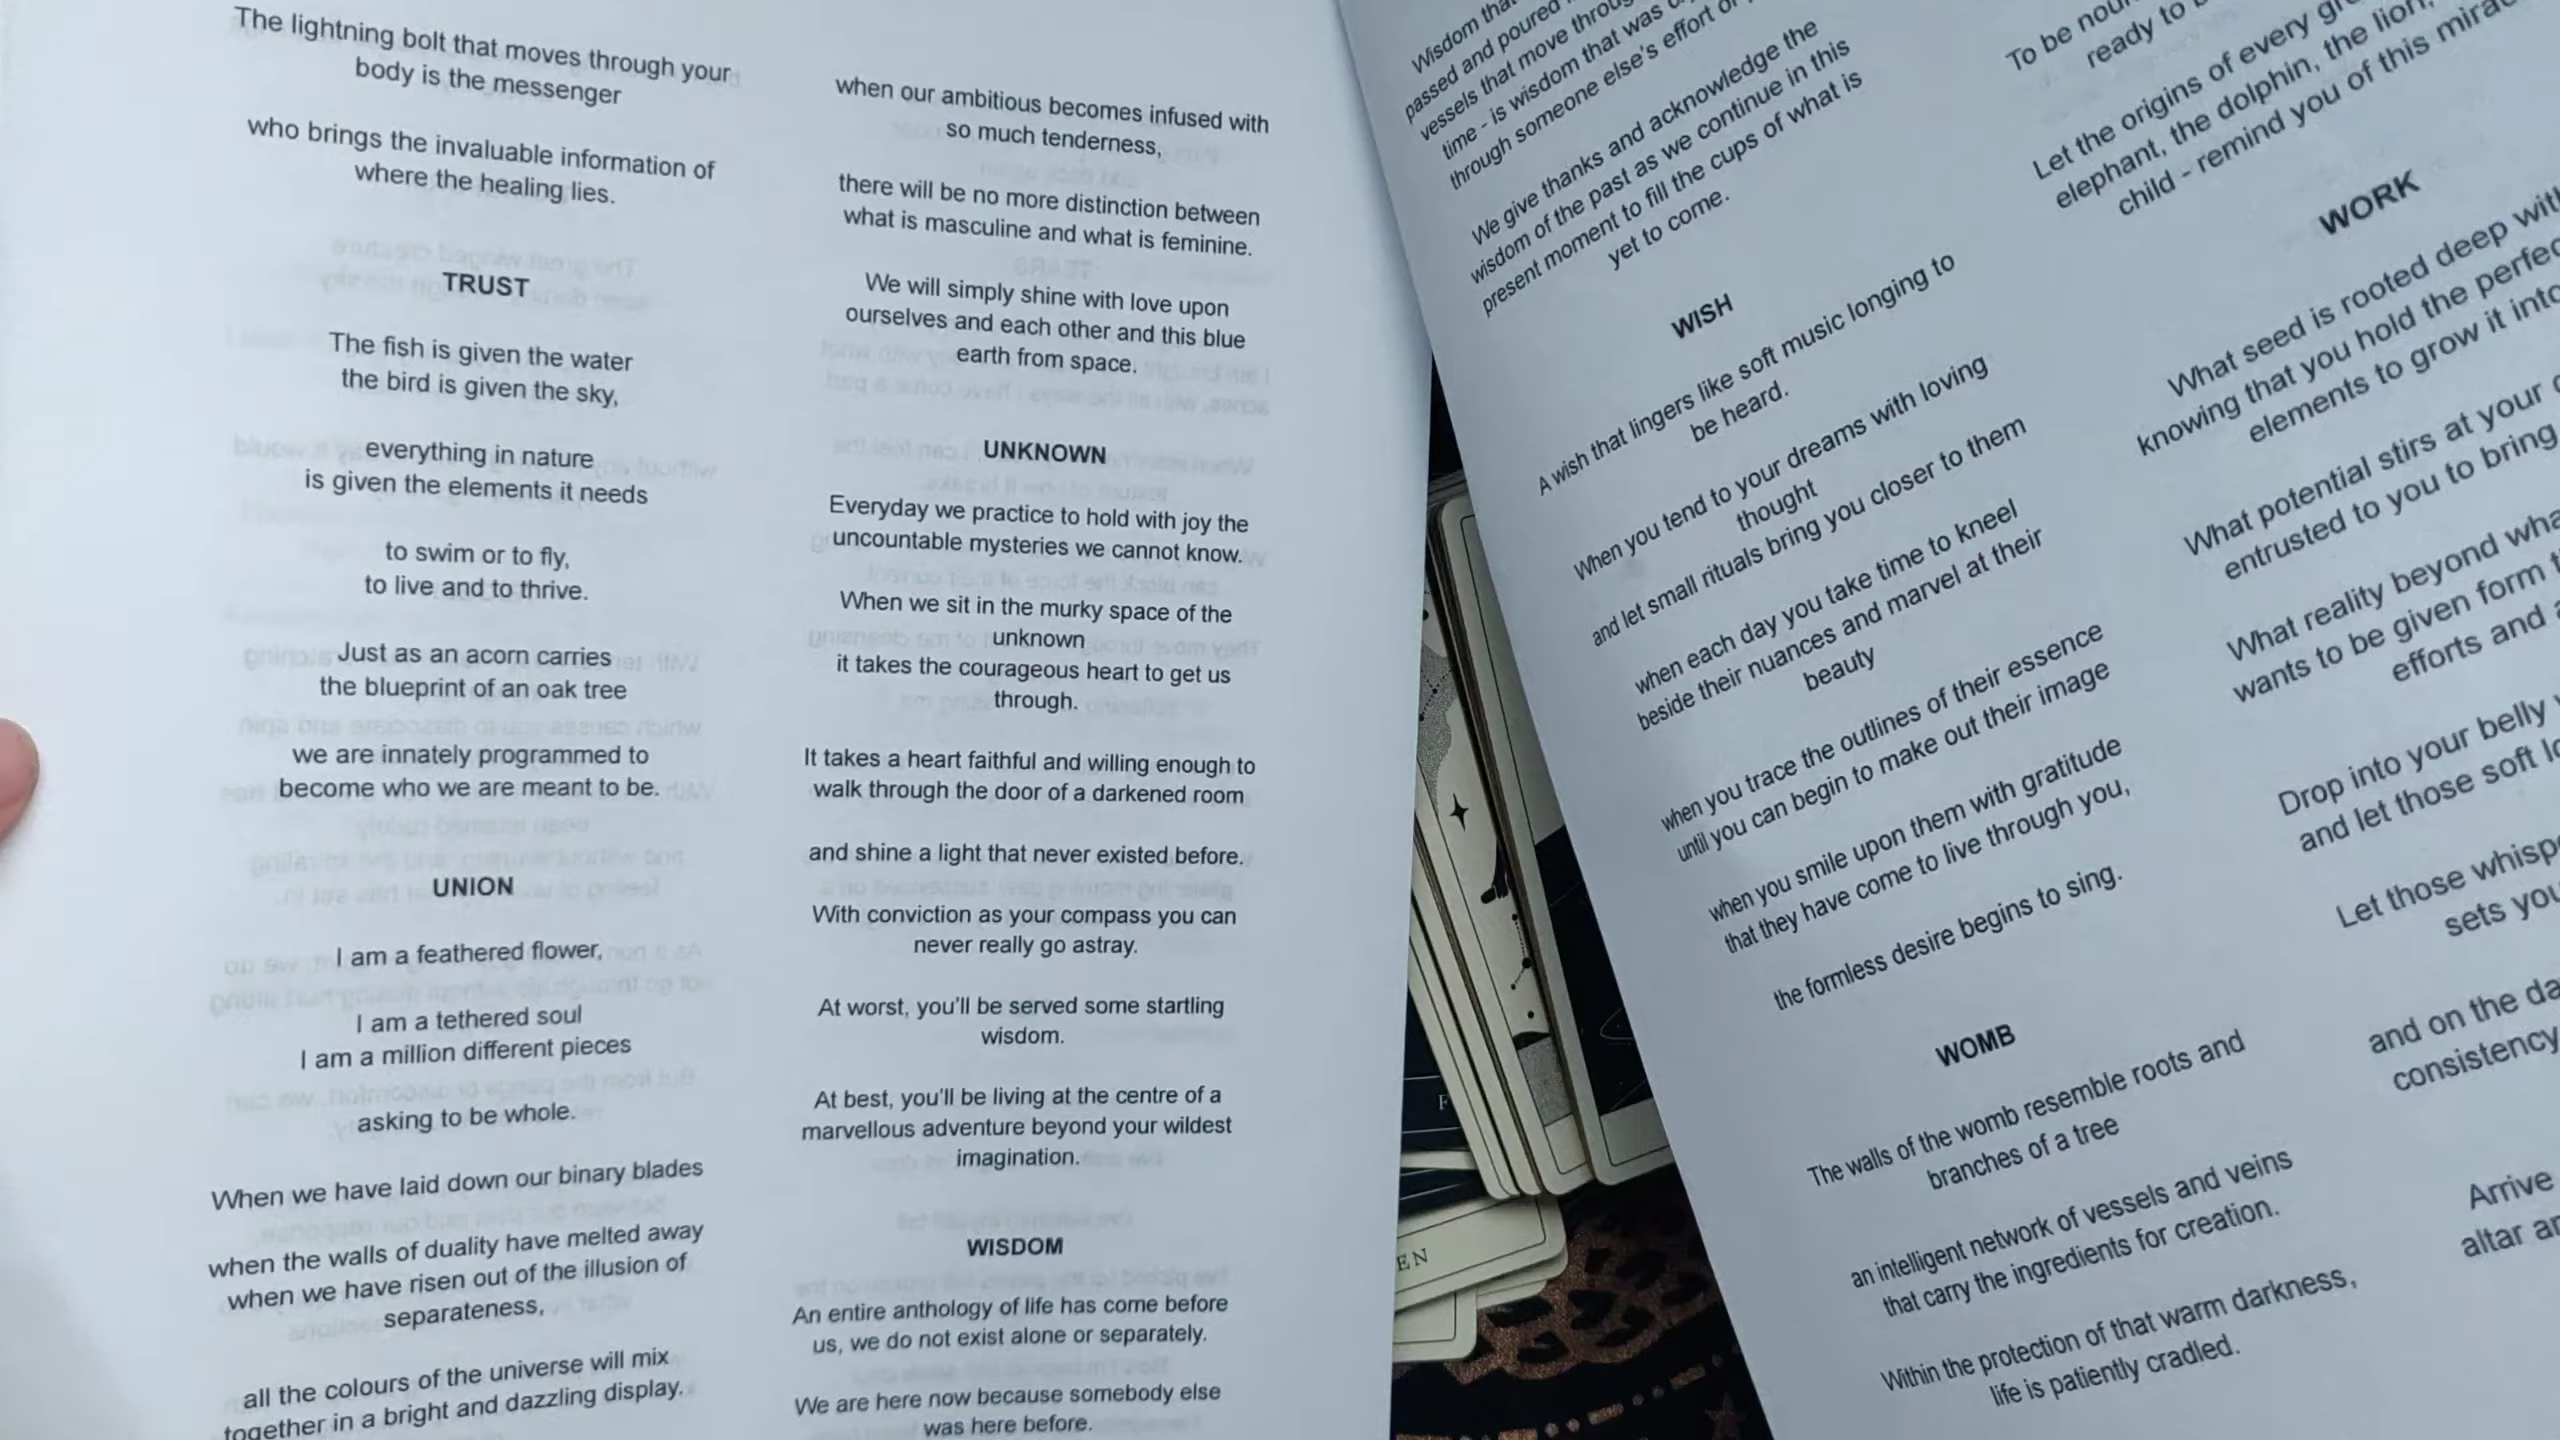 The lightning bolt that moves through your
body is the messenger
who brings the invaluable information of
where the healing lies.
TRUST
The fish is given the water
the bird is given the sky,
everything in nature
is given the elements it needs
to swim or to fly,
to live and to thrive.
Just as an acorn carries
the blueprint of an oak tree
we are innately programmed to
become who we are meant to be.
UNION
I am a feathered flower,
I am a tethered soul
I am a million different pieces
asking to be whole.
When we have laid down our binary blades
when the walls of duality have melted away
when we have risen out of the illusion of
separateness,
all the colours of the universe will mix
together in a bright and dazzling display.
when our ambitious becomes infused with
so much tenderness,
there will be no more distinction between
what is masculine and what is feminine.
We will simply shine with love upon
ourselves and each other and this blue
earth from space.
UNKNOWN
Everyday we practice to hold with joy the
uncountable mysteries we cannot know.
When we sit in the murky space of the
unknown
it takes the courageous heart to get us
through.
It takes a heart faithful and willing enough to
walk through the door of a darkened room
and shine a light that never existed before.
With conviction as your compass you can
never really go astray.
At worst, you'll be served some startling
wisdom.
At best, you'll be living at the centre of a
marvellous adventure beyond your wildest
imagination.
WISDOM
An entire anthology of life has come before
us, we do not exist alone or separately.
We are here now because somebody else
was here before.
F
EN
Wisdom that
passed and poured
vessels that move through
time - is wisdom that was
through someone else's effort or
We give thanks and acknowledge the
wisdom of the past as we continue in this
present moment to fill the cups of what is
yet to come.
WISH
A wish that lingers like soft music longing to
be heard.
When you tend to your dreams with loving
thought
and let small rituals bring you closer to them
when each day you take time to kneel
beside their nuances and marvel at their
beauty
when you trace the outlines of their essence
until you can begin to make out their image
when you smile upon them with gratitude
that they have come to live through you,
the formless desire begins to sing.
WOMB
The walls of the womb resemble roots and
branches of a tree
an intelligent network of vessels and veins
that carry the ingredients for creation.
Within the protection of that warm darkness,
life is patiently cradled.
To be
ready to
Let the origins of every
elephant, the dolphin, the lion,
child - remind you of this
WORK
What seed is rooted deep
knowing that you hold the
elements to grow it into
What potential stirs at your
entrusted to you to bring
What reality beyond
wants to be given form
efforts and
Drop into your belly
and let those soft
Let those
sets you
and on the
consistency
Arrive
altar